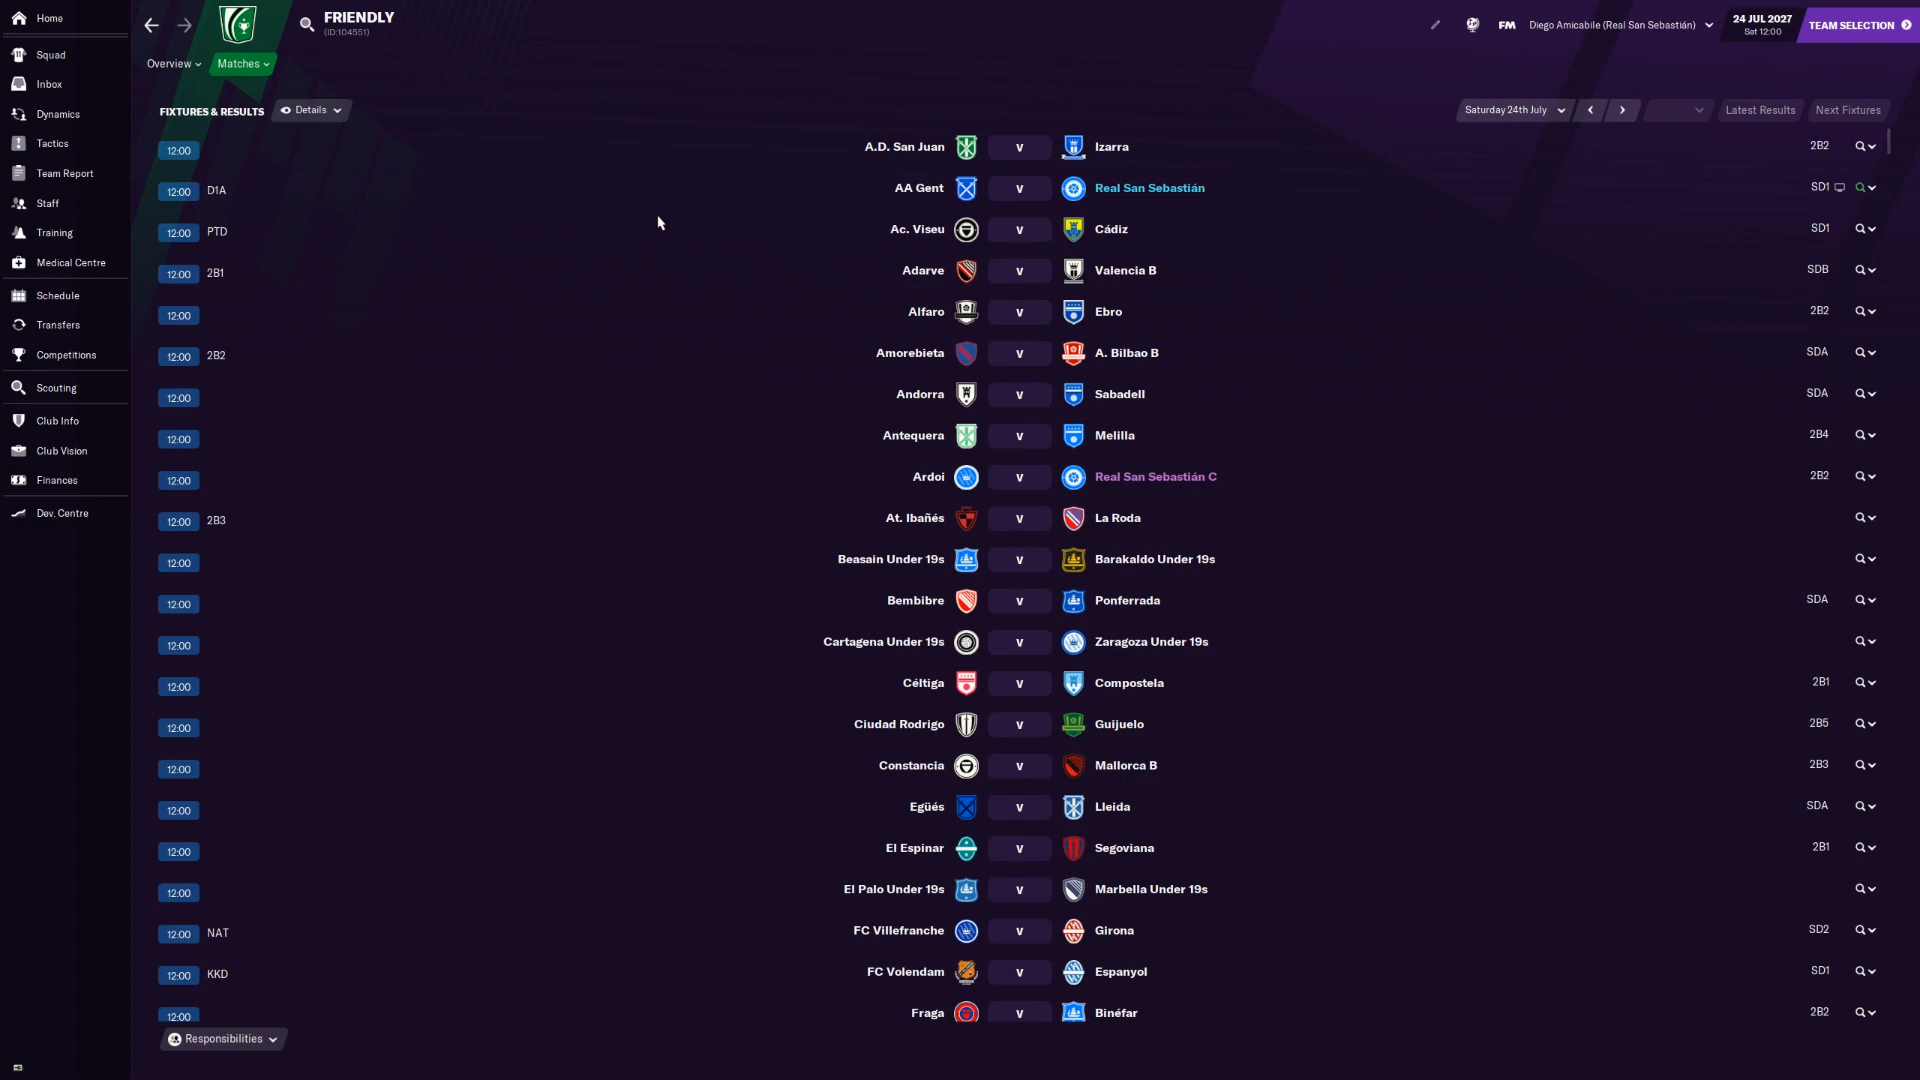 Home
Squad
Inbox
Dynamics
Tactics
Team Report
Staff
Training
Medical Centre
Schedule
Transfers
Competitions
Scouting
Club Info
Club Vision
Finances
Dev. Centre
FRIENDLY
(ID:104551)
FM Diego Amicabile (Real San Sebastián)
24 JUL 2027
Sat 12:00
TEAM SELECTION
Overview Matches
FIXTURES & RESULTS Details Saturday 24th July Latest Results Next Fixtures
12:00 A.D. San Juan v Izarra 2B2
12:00 D1A AA Gent v Real San Sebastián SD1
12:00 PTD Ac. Viseu v Cádiz SD1
12:00 2B1 Adarve v Valencia B SDB
12:00 Alfaro v Ebro 2B2
12:00 2B2 Amorebieta v A. Bilbao B SDA
12:00 Andorra v Sabadell SDA
12:00 Antequera v Melilla 2B4
12:00 Ardoi v Real San Sebastián C 2B2
12:00 2B3 At. Ibañés v La Roda
12:00 Beasain Under 19s v Barakaldo Under 19s
12:00 Bembibre v Ponferrada SDA
12:00 Cartagena Under 19s v Zaragoza Under 19s
12:00 Céltiga v Compostela 2B1
12:00 Ciudad Rodrigo v Guijuelo 2B5
12:00 Constancia v Mallorca B 2B3
12:00 Egüés v Lleida SDA
12:00 El Espinar v Segoviana 2B1
12:00 El Palo Under 19s v Marbella Under 19s
12:00 NAT FC Villefranche v Girona SD2
12:00 KKD FC Volendam v Espanyol SD1
12:00 Fraga v Binéfar 2B2
Responsibilities